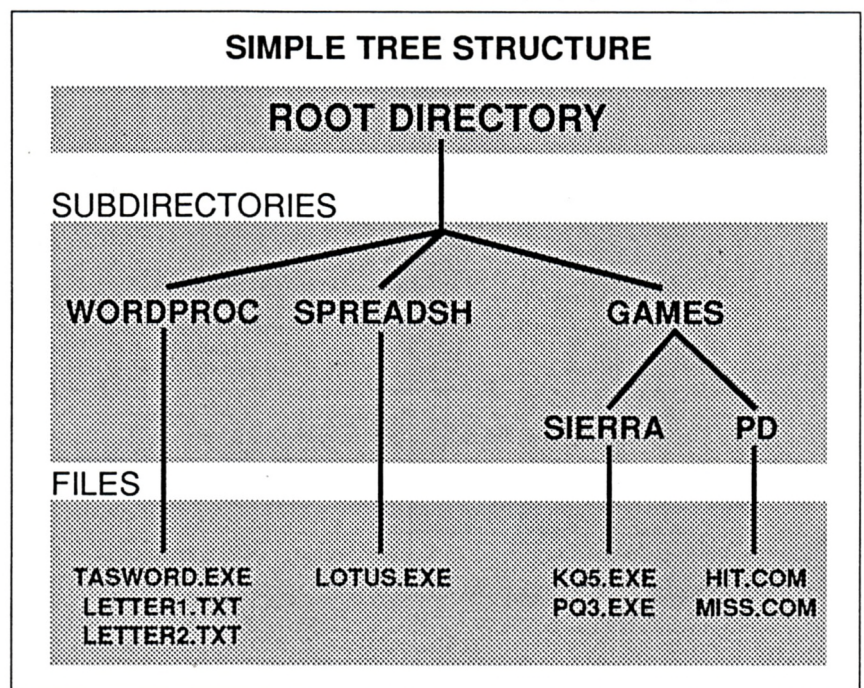 SIMPLE TREE STRUCTURE
ROOT DIRECTORY
SUBDIRECTORIES
WORDPROC SPREADSH GAMES
SIERRA PD
FILES
TASWORD.EXE LOTUS.EXE KQ5.EXE HIT.COM
LETTER1.TXT PQ3.EXE MISS.COM
LETTER2.TXT